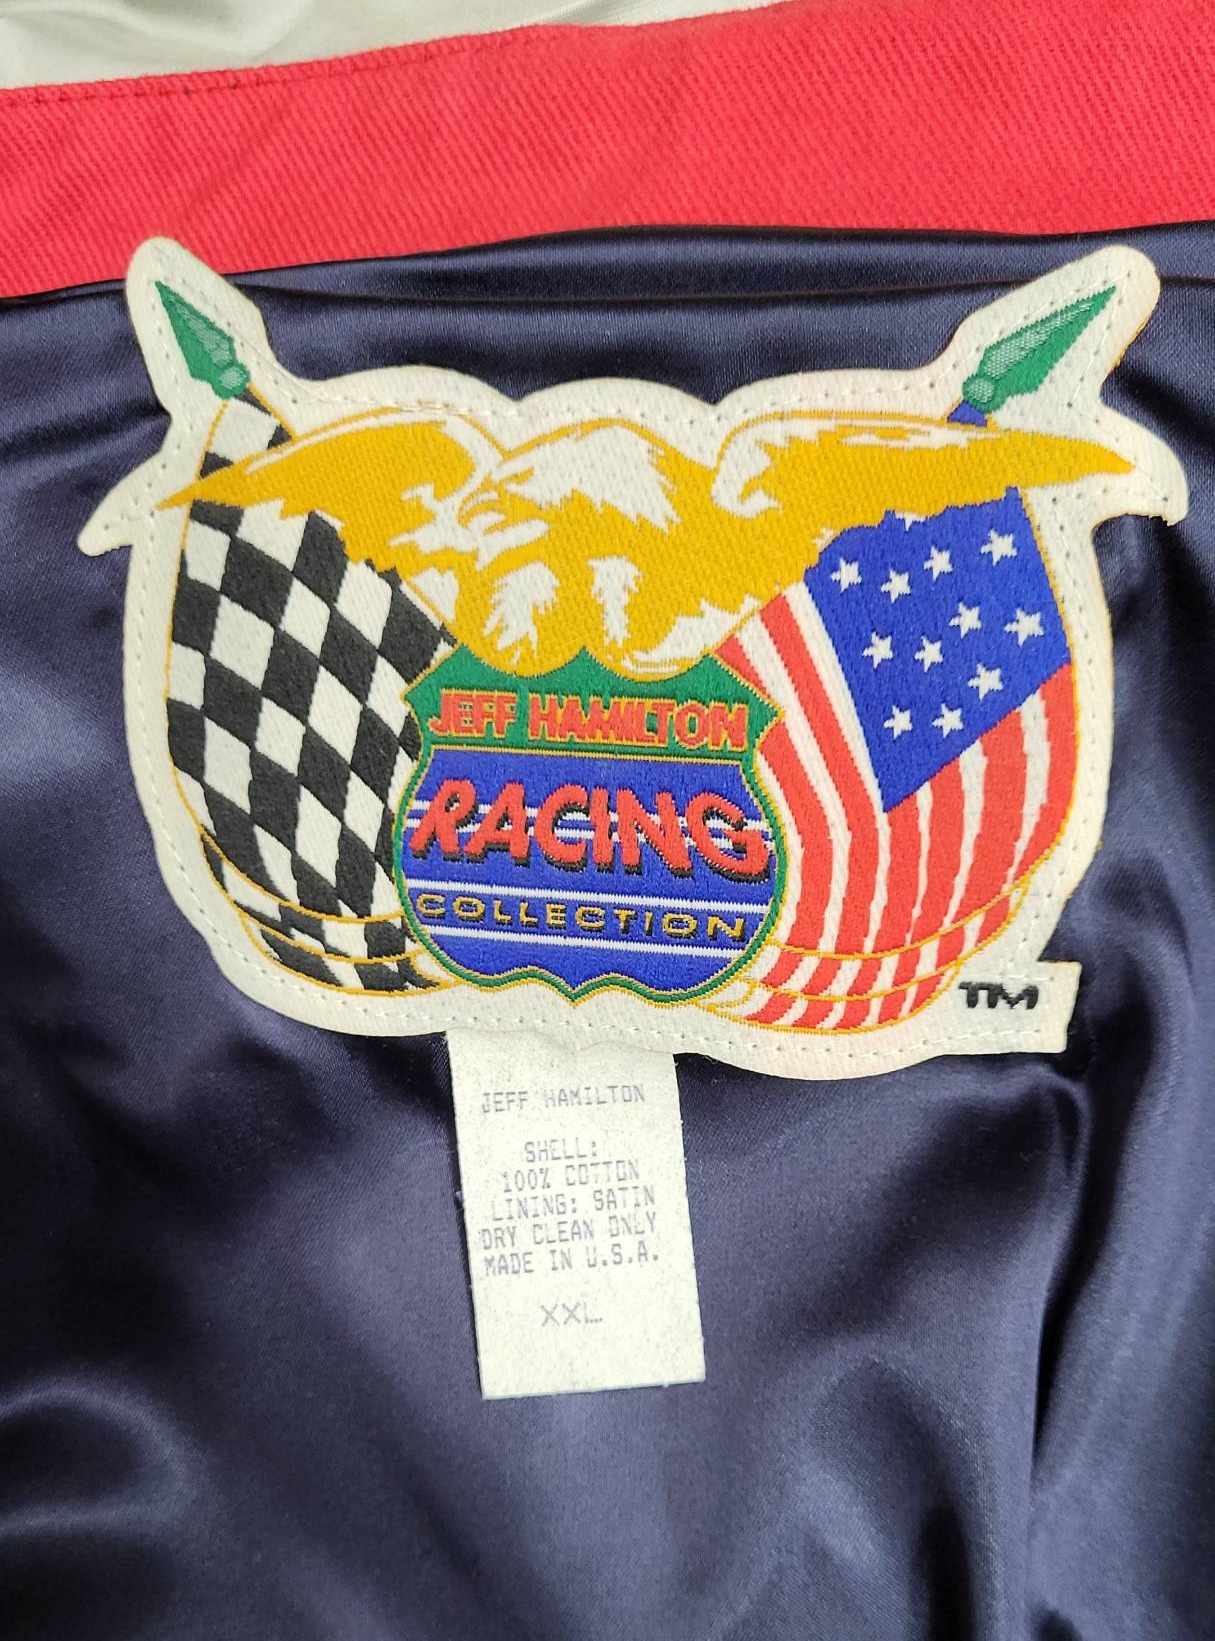 JEFF HAMILTON
RACING
COLLECTION
TM
JEFF HAMILTON
SHELL:
100% COTTON
LINING: SATIN
DRY CLEAN ONLY
MADE IN U.S.A.
XXL